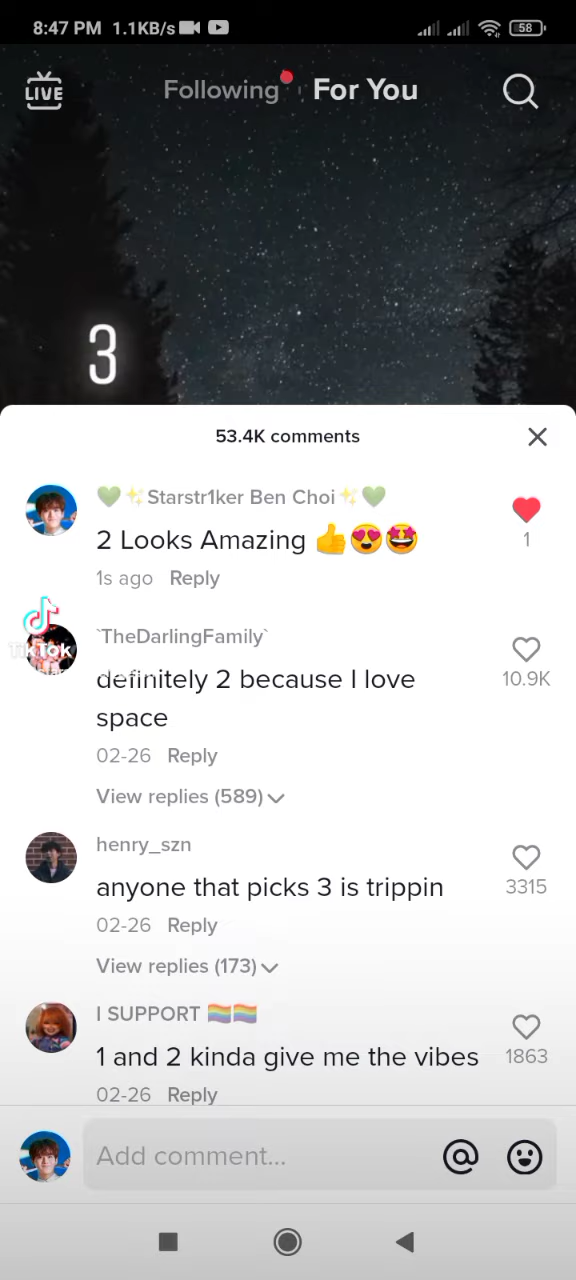 8:47 PM 1.1KB/s 58
LIVE Following For You
3
53.4K comments
💚✨Starstr1ker Ben Choi✨💚
2 Looks Amazing 👍😍🤩
1
1s ago Reply
TikTok
`TheDarlingFamily`
definitely 2 because I love
space
10.9K
02-26 Reply
View replies (589)
henry_szn
anyone that picks 3 is trippin
3315
02-26 Reply
View replies (173)
I SUPPORT 🏳️‍🌈🏳️‍🌈
1 and 2 kinda give me the vibes
1863
02-26 Reply
Add comment... @